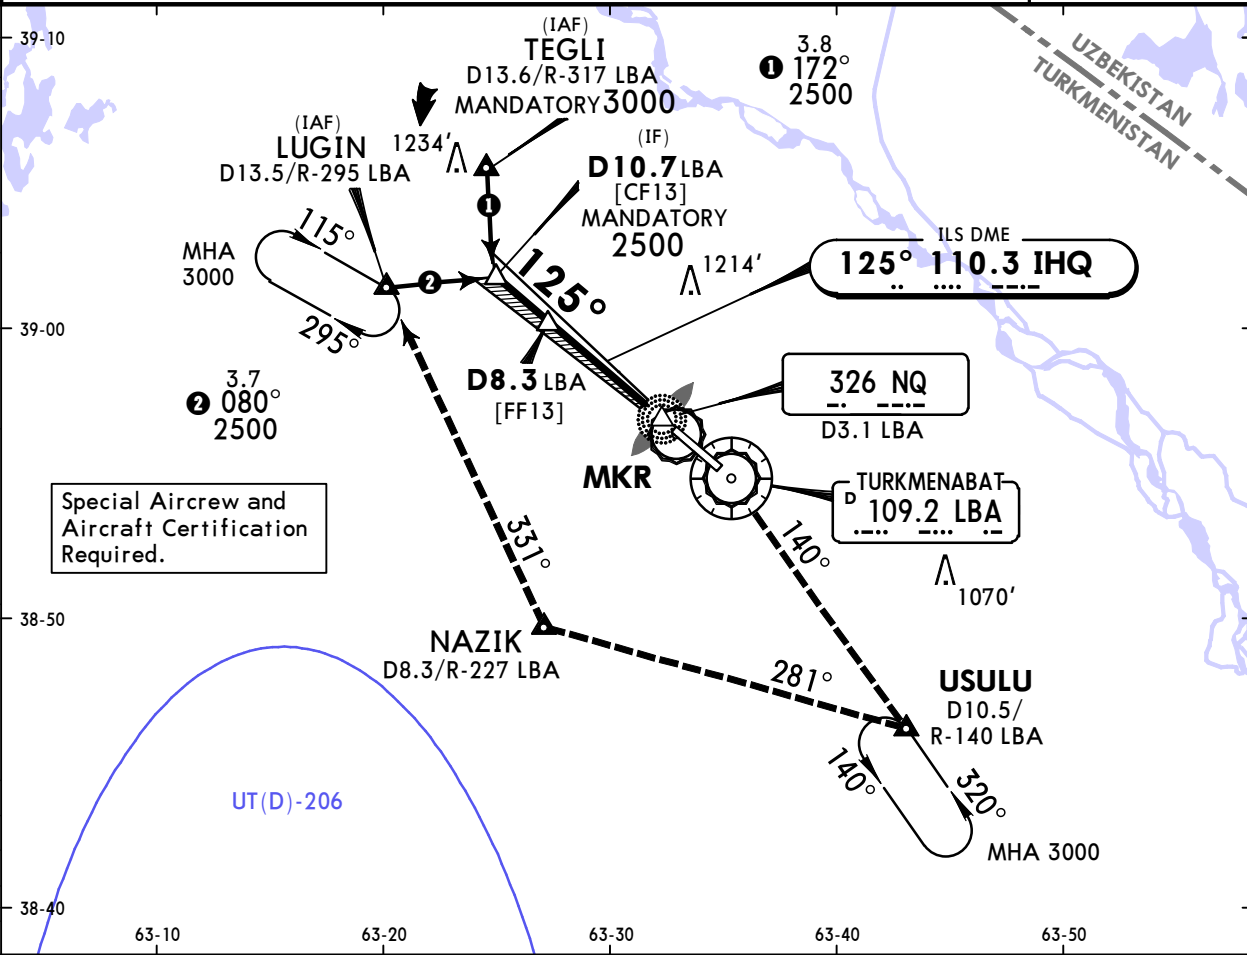 39-10
(IAF)
TEGLI
D13.6/R-317 LBA
MANDATORY 3000
1 3.8
172°
2500
UZBEKISTAN
TURKMENISTAN
(IAF)
LUGIN
D13.5/R-295 LBA
1234'
(IF)
D10.7 LBA
[CF13]
MANDATORY
2500
1
MHA
3000
115°
295°
2
125°
1214'
ILS DME
125° 110.3 IHQ
39-00
D8.3 LBA
[FF13]
326 NQ
D3.1 LBA
2 3.7
080°
2500
MKR
TURKMENABAT
D 109.2 LBA
Special Aircrew and
Aircraft Certification
Required.
331°
140°
1070'
38-50
NAZIK
D8.3/R-227 LBA
281°
USULU
D10.5/
R-140 LBA
140°
320°
MHA 3000
UT(D)-206
38-40
63-10
63-20
63-30
63-40
63-50